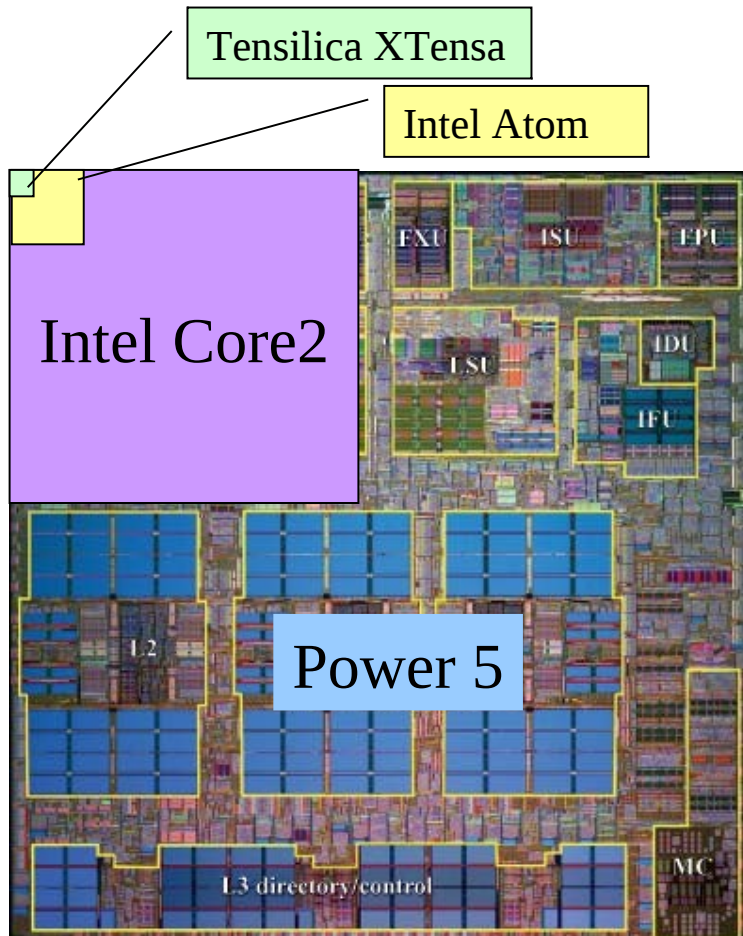 Tensilica XTensa
Intel Atom
FXU
ISU
FPU
Intel Core2
LSU
IDU
IFU
L2
Power 5
MC
L3 directory/control